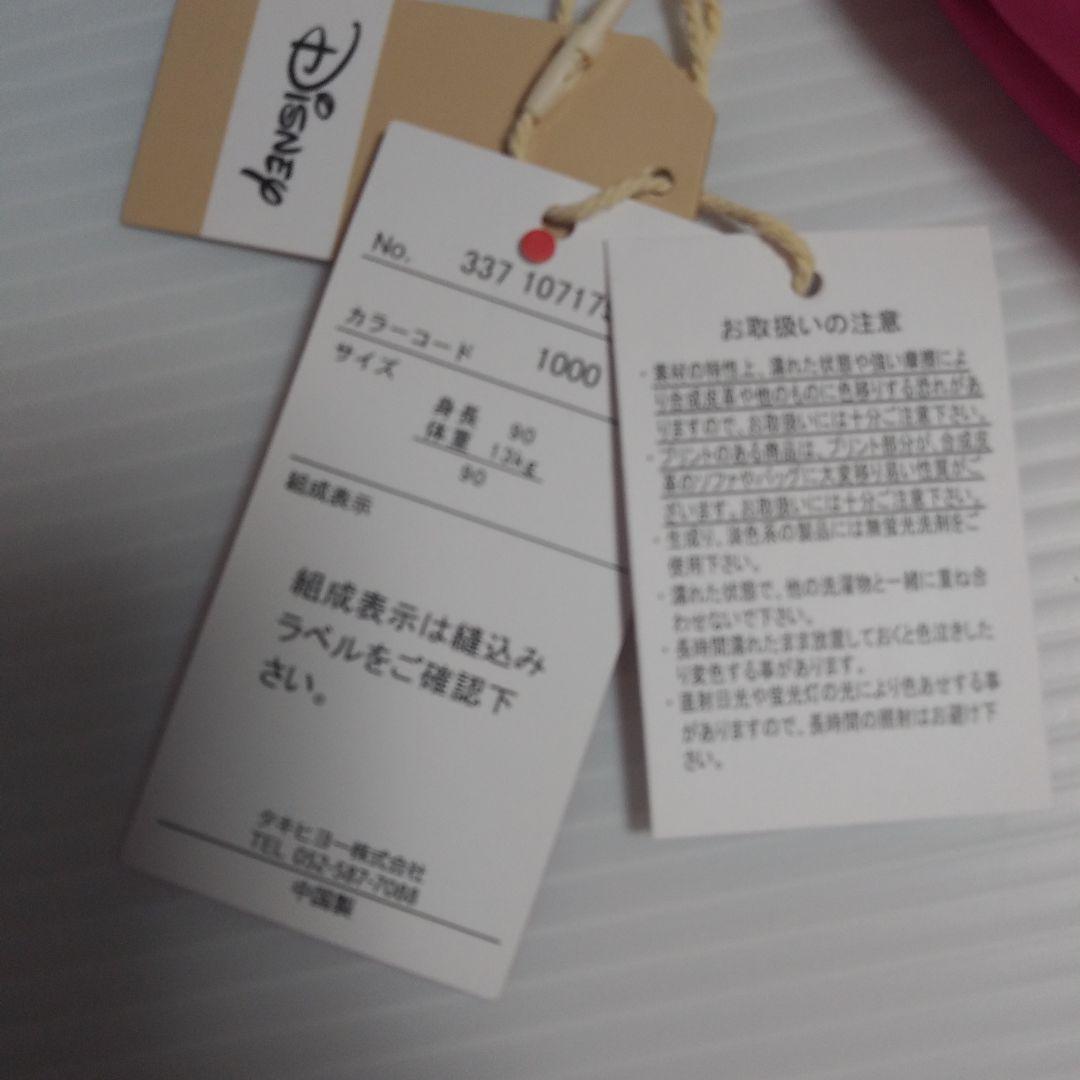 Disney
No. 337 10717
カラーコード 1000
サイズ
身長 90
体重 13kg
90
組成表示
組成表示は縫込み
ラベルをご確認下
さい。
タキヒヨー株式会社
TEL 052-587-7088
中国製
お取扱いの注意
・素材の特性上、濡れた状態や強い摩擦によ
り合成皮革や他のものに色移りする恐れがあ
りますので、お取扱いには十分ご注意下さい。
・プリントのある商品は、プリント部分が、合成皮
革のソファやバッグに大変移り易い性質がご
ざいます。お取扱いには十分ご注意下さい。
・生成り、淡色系の製品には無蛍光洗剤をご
使用下さい。
・濡れた状態で、他の洗濯物と一緒に重ね合
わせないで下さい。
・長時間濡れたまま放置しておくと色泣きした
り変色する事があります。
・直射日光や蛍光灯の光により色あせする事
がありますので、長時間の照射はお避け下
さい。